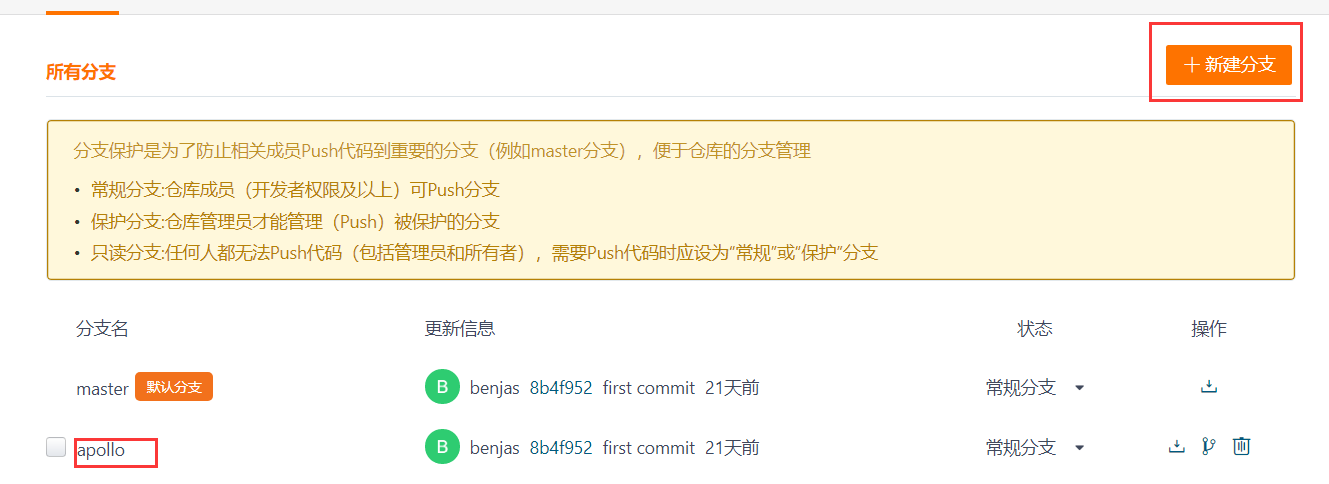 所有分支
＋ 新建分支
分支保护是为了防止相关成员Push代码到重要的分支（例如master分支），便于仓库的分支管理
• 常规分支:仓库成员（开发者权限及以上）可Push分支
• 保护分支:仓库管理员才能管理（Push）被保护的分支
• 只读分支:任何人都无法Push代码（包括管理员和所有者），需要Push代码时应设为“常规”或“保护”分支
分支名 更新信息 状态 操作
master 默认分支 B benjas 8b4f952 first commit 21天前 常规分支
apollo B benjas 8b4f952 first commit 21天前 常规分支